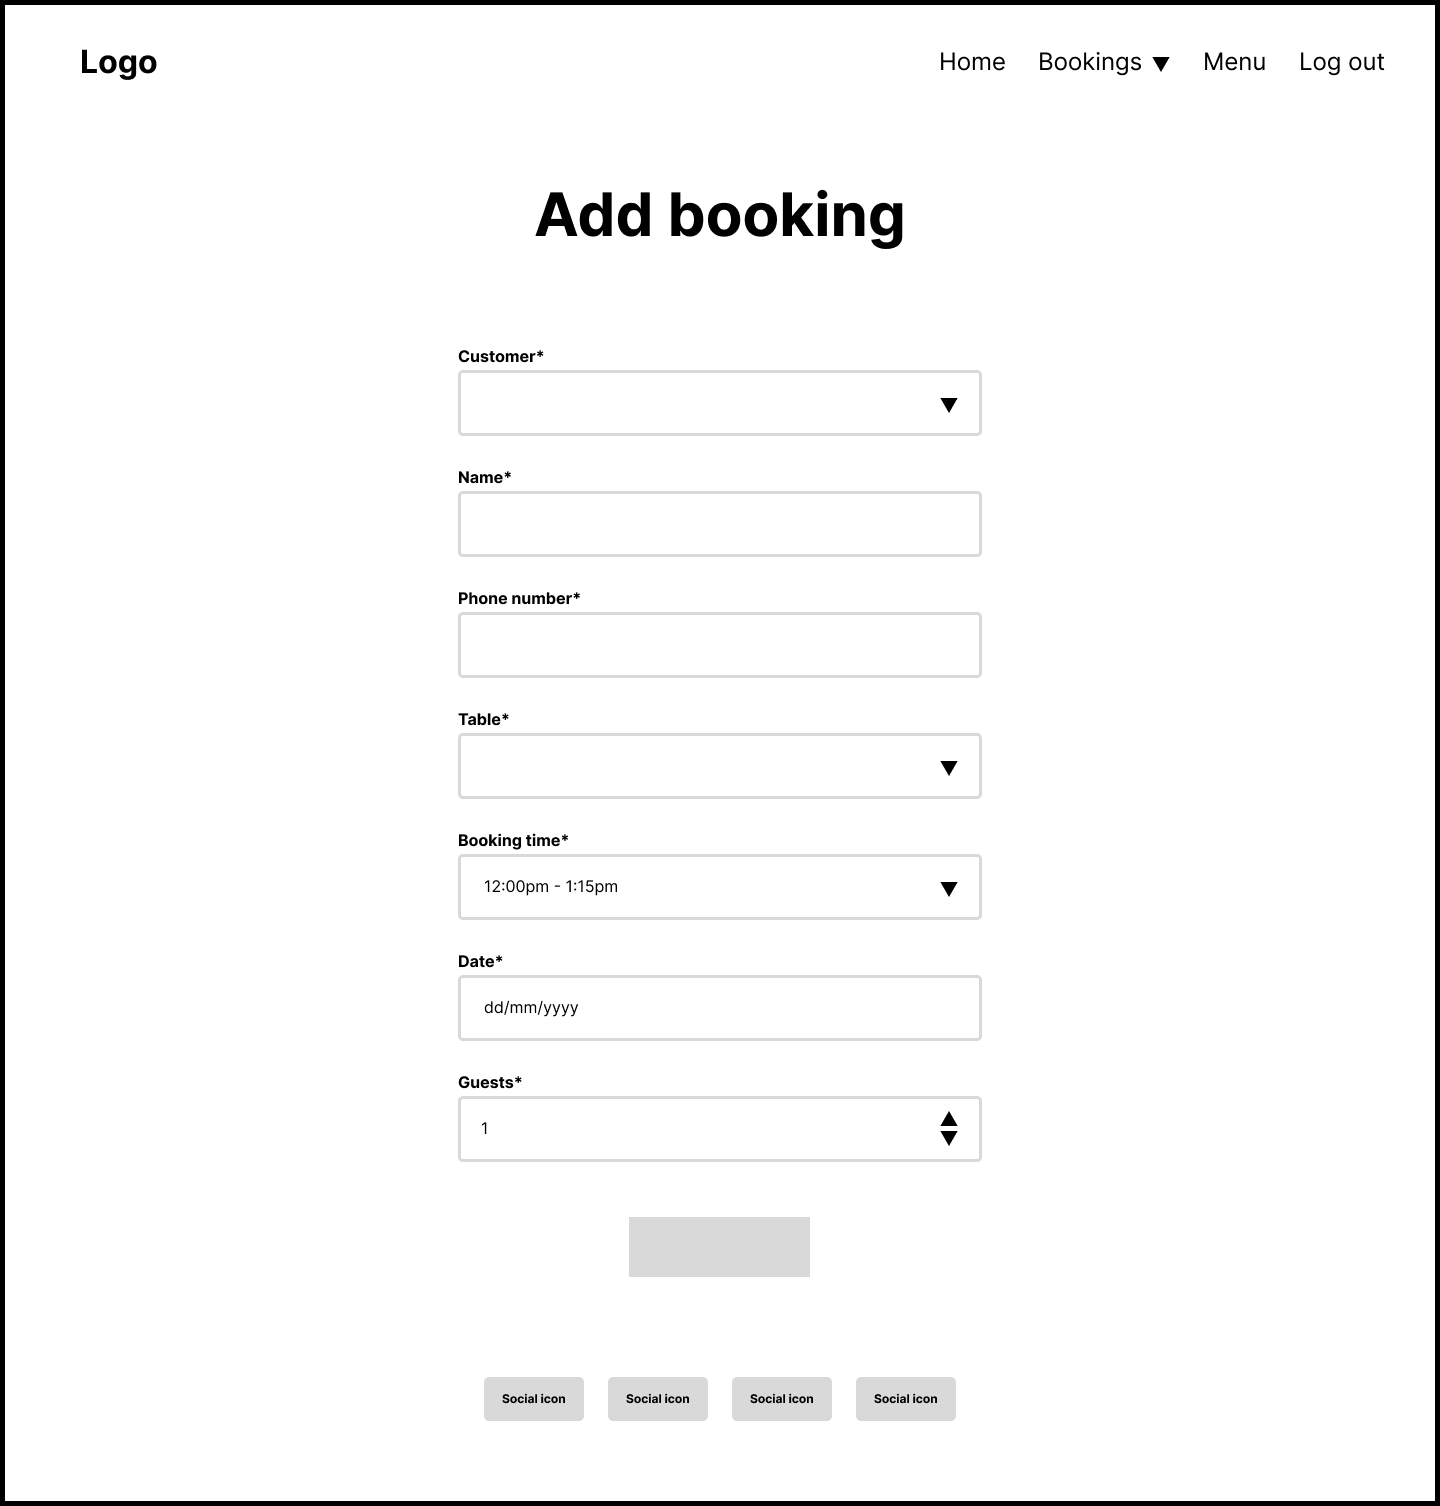 Logo
Home Bookings ▼ Menu Log out
Add booking
Customer*
Name*
Phone number*
Table*
Booking time*
12:00pm - 1:15pm
Date*
dd/mm/yyyy
Guests*
1
Social icon Social icon Social icon Social icon